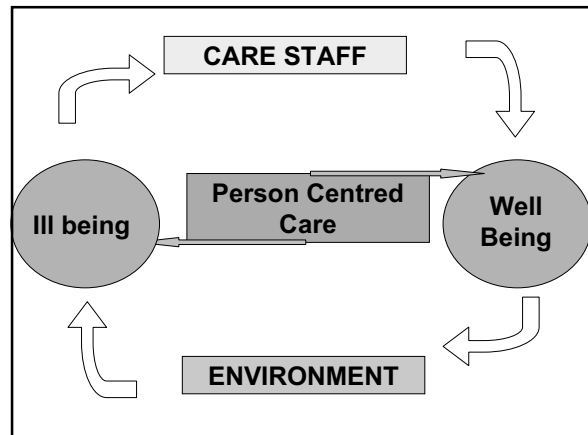 CARE STAFF
Ill being
Person Centred
Care
Well
Being
ENVIRONMENT